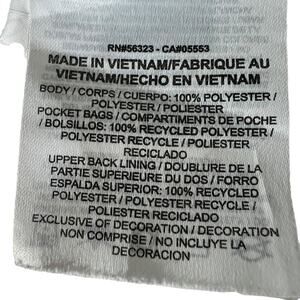 RN#56323 - CA#05553
MADE IN VIETNAM/FABRIQUE AU
VIETNAM/HECHO EN VIETNAM
BODY / CORPS / CUERPO: 100% POLYESTER /
POLYESTER / POLIESTER
POCKET BAGS / COMPARTIMENTS DE POCHE
/ BOLSILLOS: 100% RECYCLED POLYESTER /
POLYESTER RECYCLE / POLIESTER
RECICLADO
UPPER BACK LINING / DOUBLURE DE LA
PARTIE SUPERIEURE DU DOS / FORRO
ESPALDA SUPERIOR: 100% RECYCLED
POLYESTER / POLYESTER RECYCLE /
POLIESTER RECICLADO
EXCLUSIVE OF DECORATION / DECORATION
NON COMPRISE / NO INCLUYE LA
DECORACION